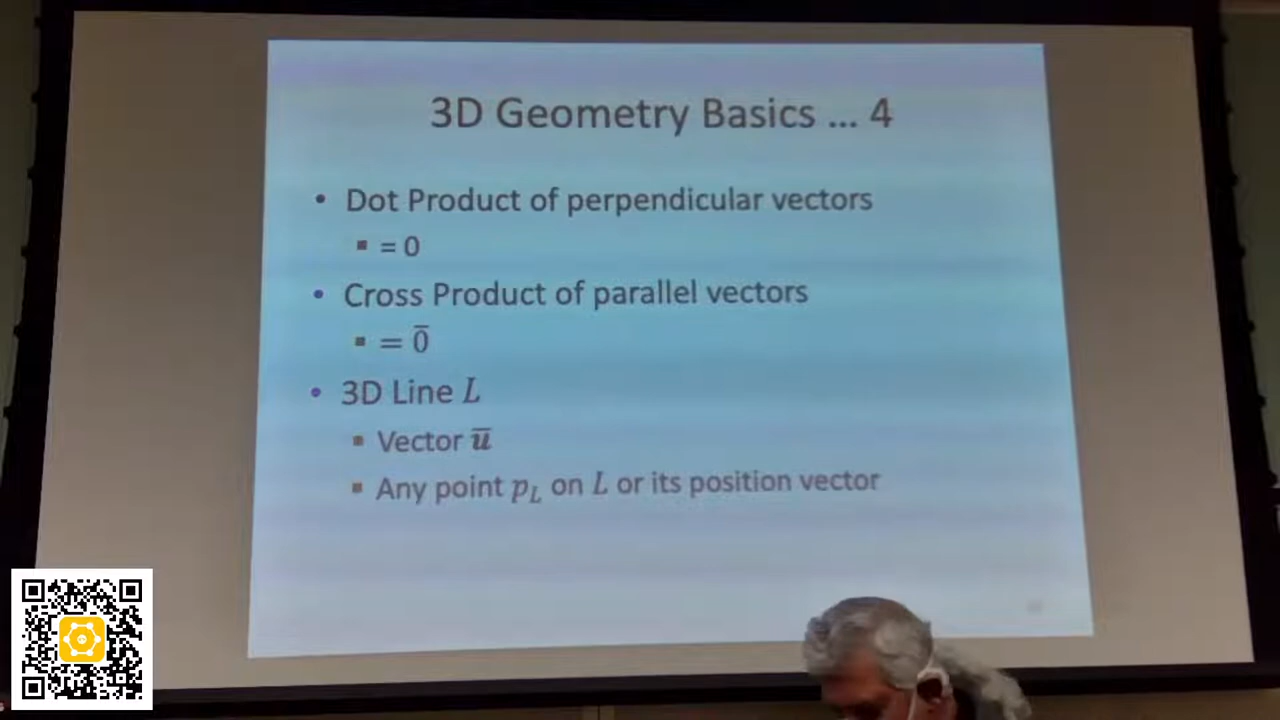 3D Geometry Basics ... 4
• Dot Product of perpendicular vectors
▪ = 0
• Cross Product of parallel vectors
▪ = 0̅
• 3D Line L
▪ Vector u̅
▪ Any point p_L on L or its position vector